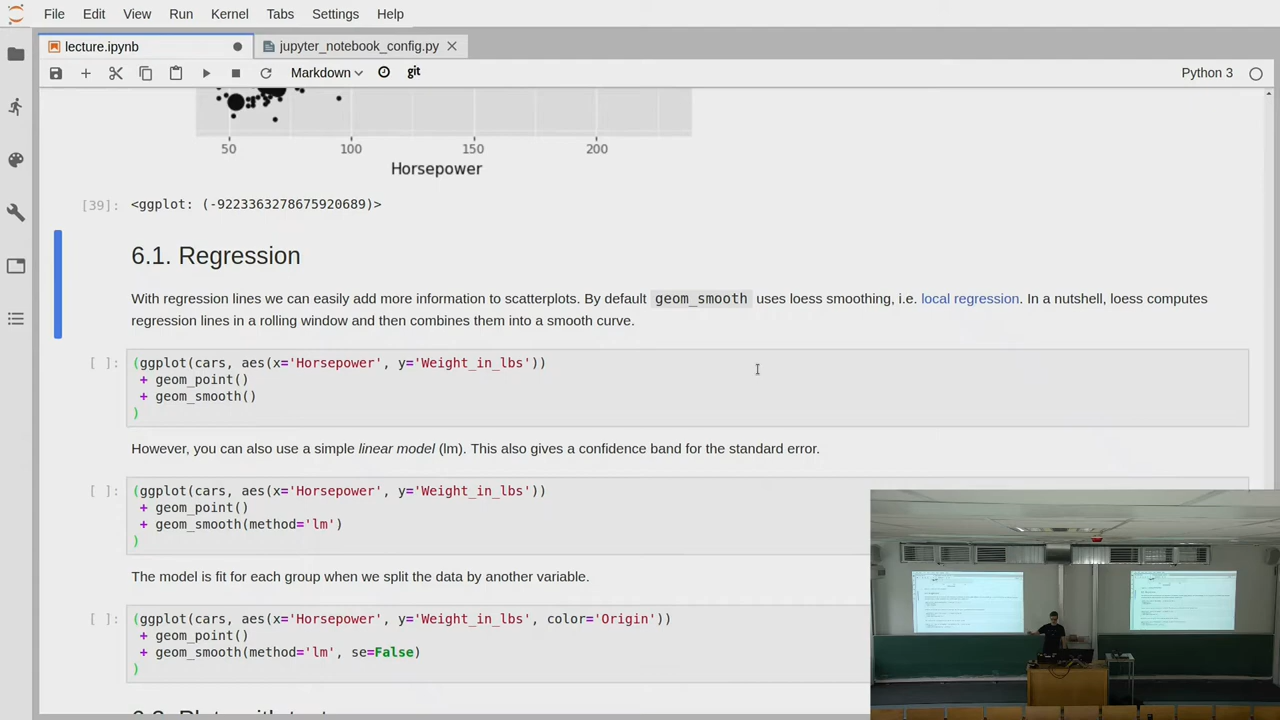 File Edit View Run Kernel Tabs Settings Help
lecture.ipynb jupyter_notebook_config.py
Markdown git Python 3
50 100 150 200
Horsepower
[39]: <ggplot: (-9223363278675920689)>
6.1. Regression
With regression lines we can easily add more information to scatterplots. By default geom_smooth uses loess smoothing, i.e. local regression. In a nutshell, loess computes
regression lines in a rolling window and then combines them into a smooth curve.
[ ]: (ggplot(cars, aes(x='Horsepower', y='Weight_in_lbs'))
+ geom_point()
+ geom_smooth()
)
However, you can also use a simple linear model (lm). This also gives a confidence band for the standard error.
[ ]: (ggplot(cars, aes(x='Horsepower', y='Weight_in_lbs'))
+ geom_point()
+ geom_smooth(method='lm')
)
The model is fit for each group when we split the data by another variable.
[ ]: (ggplot(cars, aes(x='Horsepower', y='Weight_in_lbs', color='Origin'))
+ geom_point()
+ geom_smooth(method='lm', se=False)
)